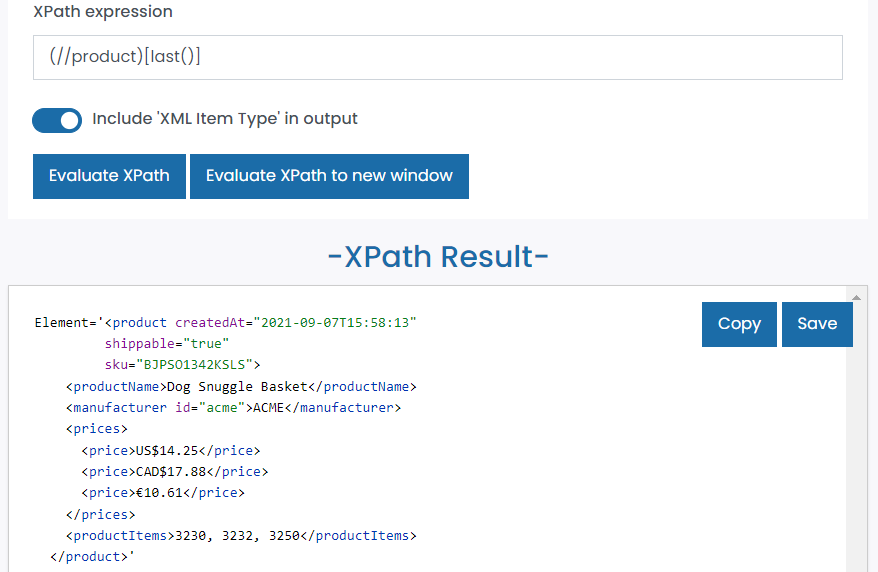 XPath expression
(//product)[last()]
Include 'XML Item Type' in output
Evaluate XPath Evaluate XPath to new window
-XPath Result-
Copy Save
Element='<product createdAt="2021-09-07T15:58:13"
shippable="true"
sku="BJPSO1342KSLS">
<productName>Dog Snuggle Basket</productName>
<manufacturer id="acme">ACME</manufacturer>
<prices>
<price>US$14.25</price>
<price>CAD$17.88</price>
<price>€10.61</price>
</prices>
<productItems>3230, 3232, 3250</productItems>
</product>'